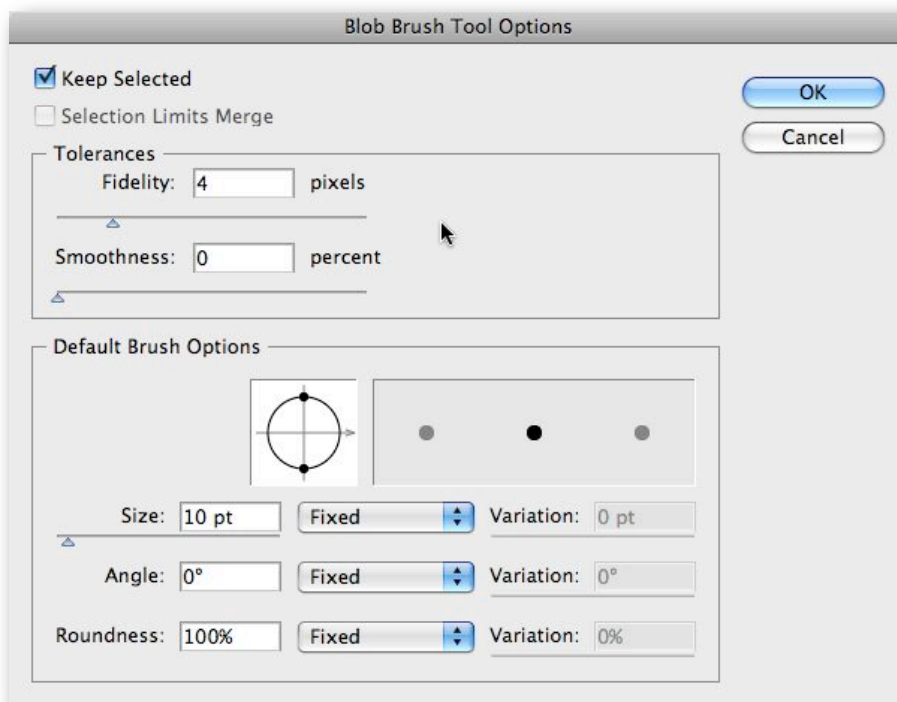 Blob Brush Tool Options
Keep Selected
OK
Selection Limits Merge
Cancel
Tolerances
Fidelity: 4 pixels
Smoothness: 0 percent
Default Brush Options
Size: 10 pt Fixed Variation: 0 pt
Angle: 0° Fixed Variation: 0°
Roundness: 100% Fixed Variation: 0%